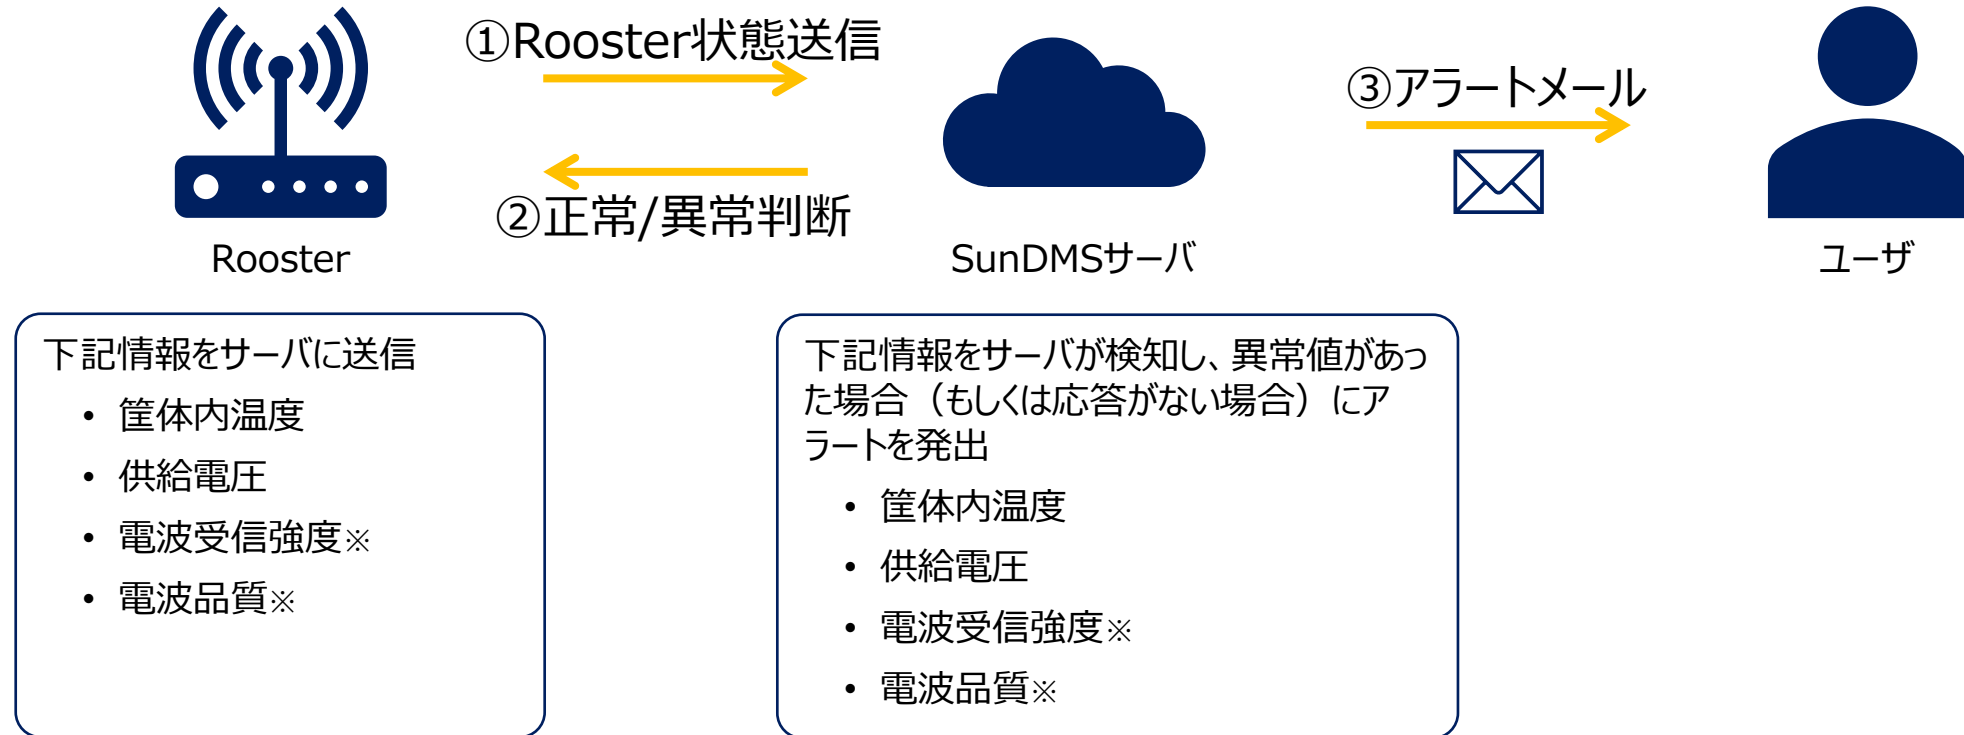 ①Rooster状態送信
②正常/異常判断
③アラートメール
Rooster
SunDMSサーバ
ユーザ
下記情報をサーバに送信
• 筐体内温度
• 供給電圧
• 電波受信強度※
• 電波品質※
下記情報をサーバが検知し、異常値があっ
た場合（もしくは応答がない場合）にア
ラートを発出
• 筐体内温度
• 供給電圧
• 電波受信強度※
• 電波品質※